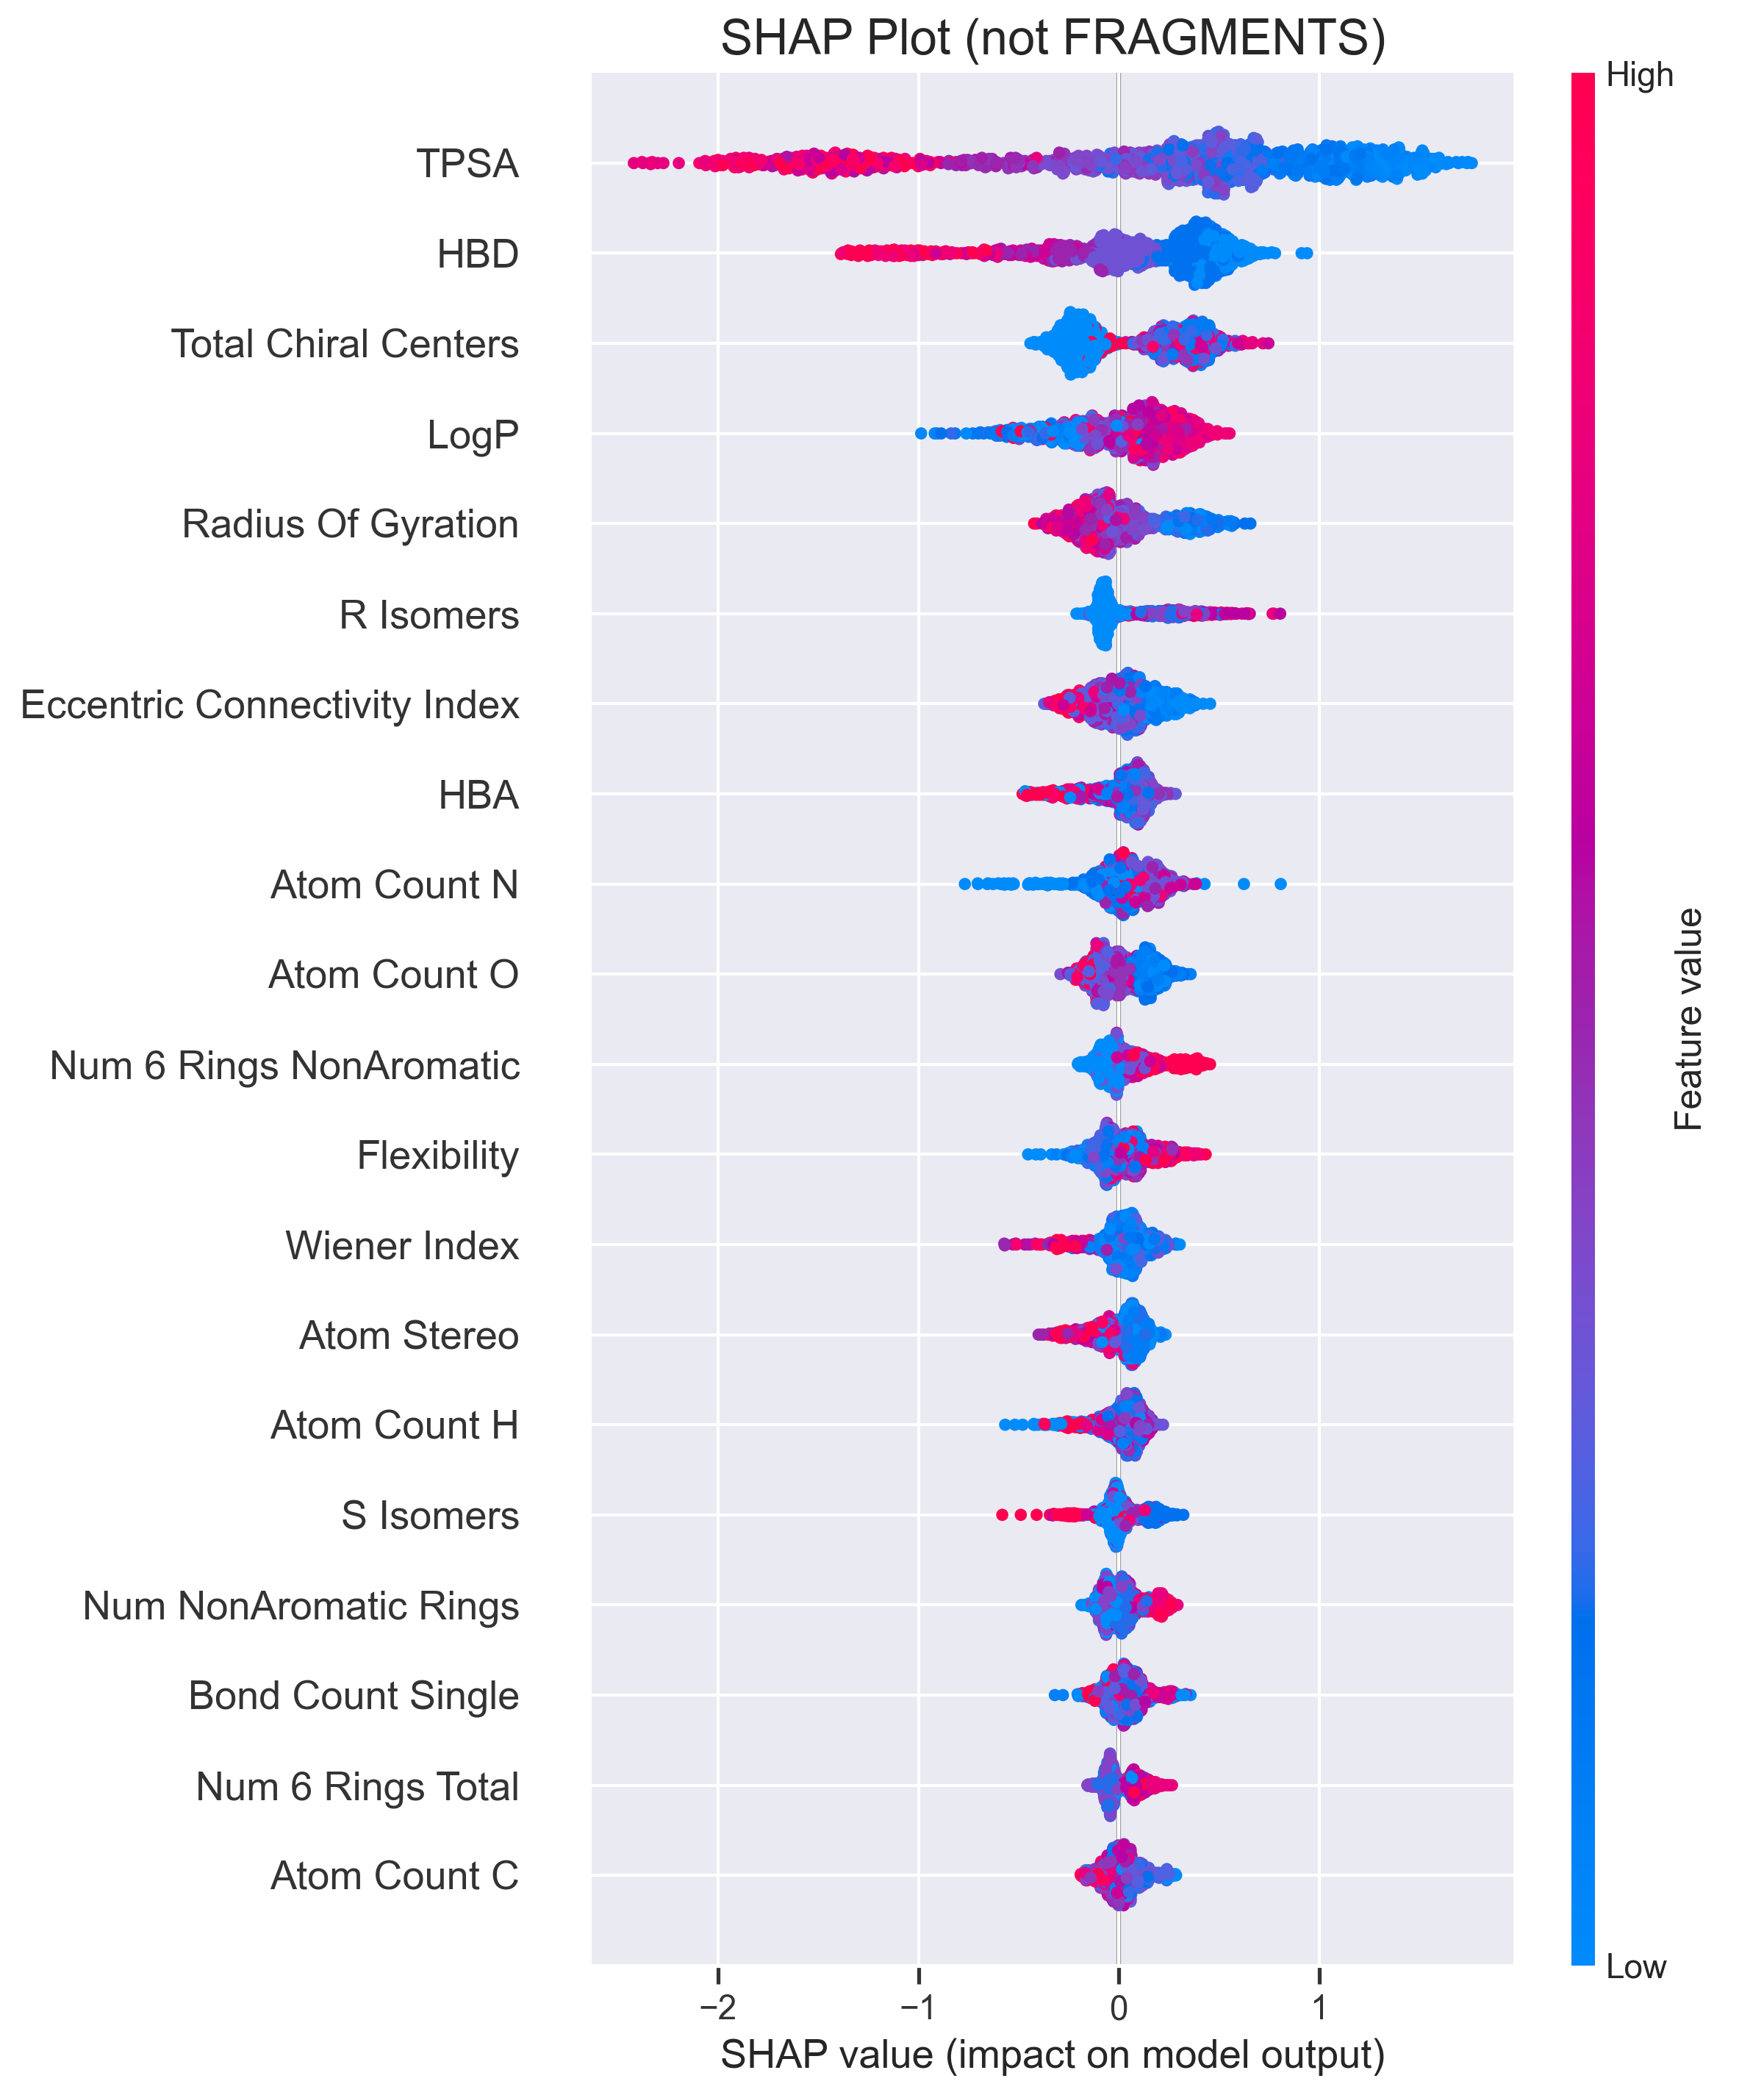 SHAP Plot (not FRAGMENTS)
High
TPSA
HBD
Total Chiral Centers
LogP
Radius Of Gyration
R Isomers
Eccentric Connectivity Index
HBA
Atom Count N
Atom Count O
Num 6 Rings NonAromatic
Flexibility
Wiener Index
Atom Stereo
Atom Count H
S Isomers
Num NonAromatic Rings
Bond Count Single
Num 6 Rings Total
Atom Count C
Feature value
Low
−2 −1 0 1
SHAP value (impact on model output)